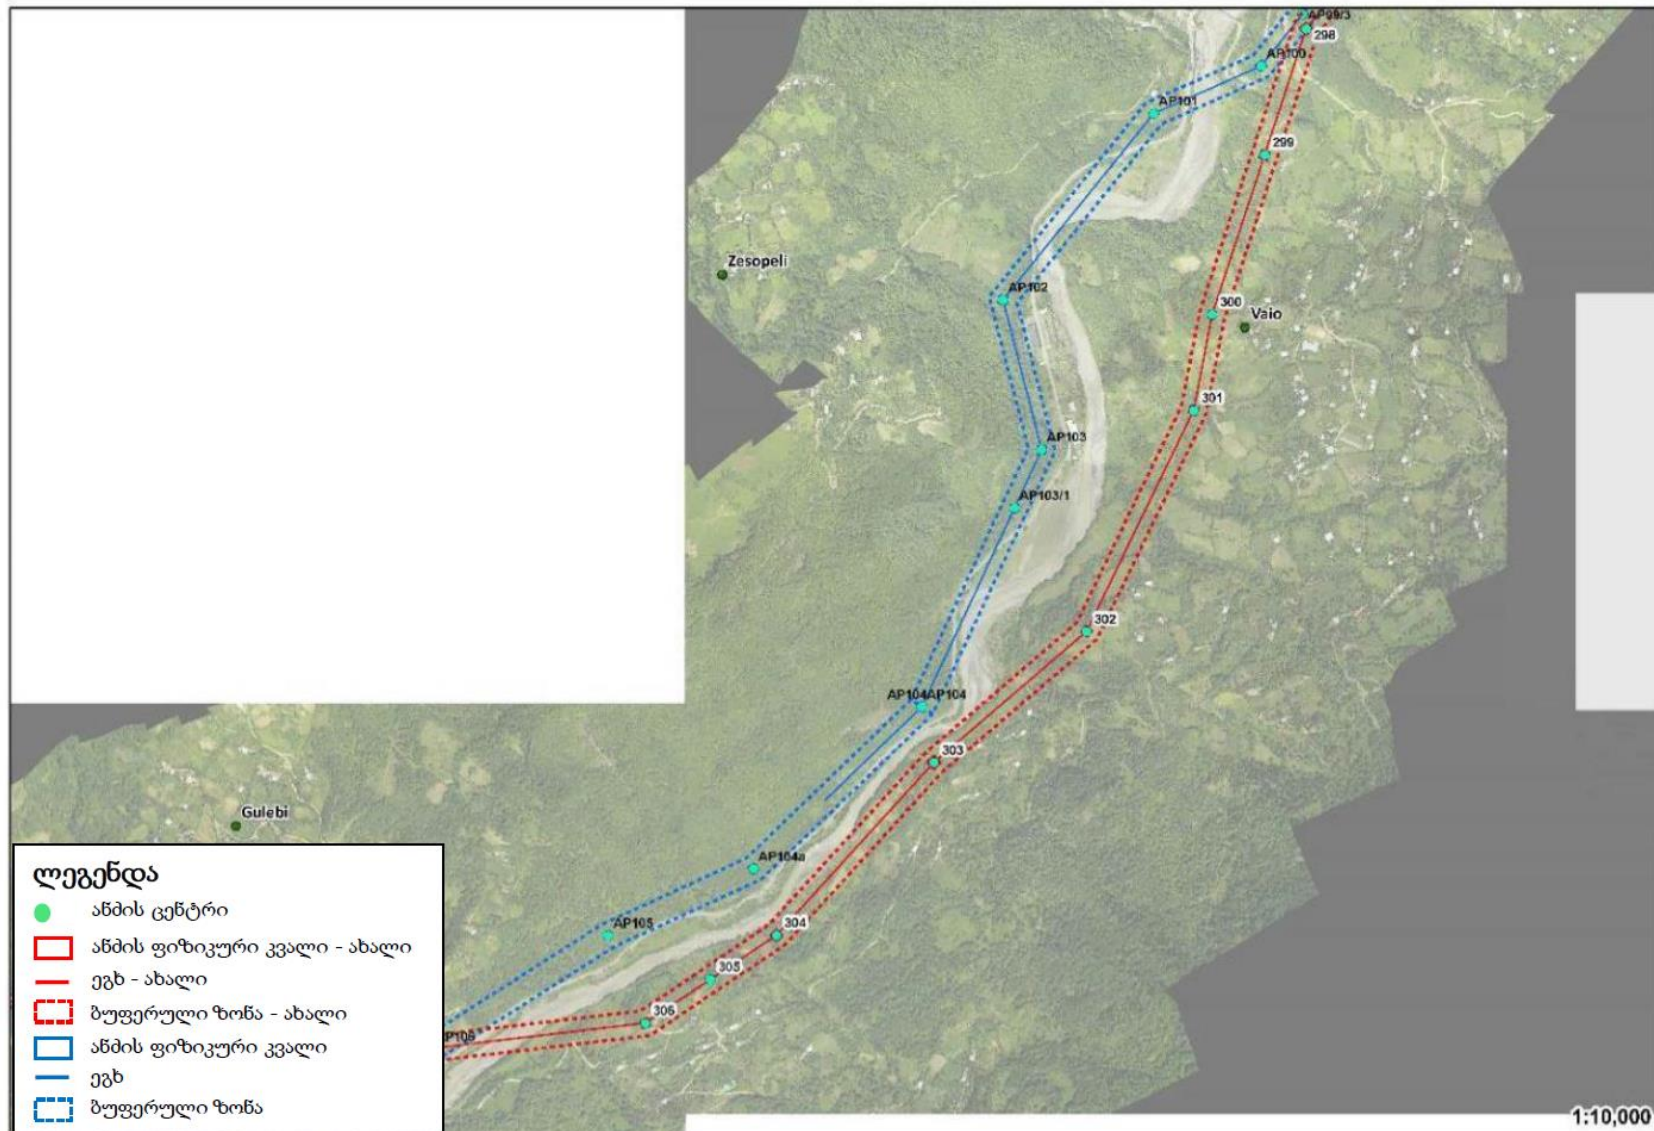 AP99/3
298
AP100
AP101
299
Zesopeli
AP102
300
Vaio
301
AP103
AP103/1
302
AP104AP104
303
Gulebi
AP104a
AP105
304
305
306
P106
ლეგენდა
ანძის ცენტრი
ანძის ფიზიკური კვალი - ახალი
ეგხ - ახალი
ბუფერული ზონა - ახალი
ანძის ფიზიკური კვალი
ეგხ
ბუფერული ზონა
1:10,000